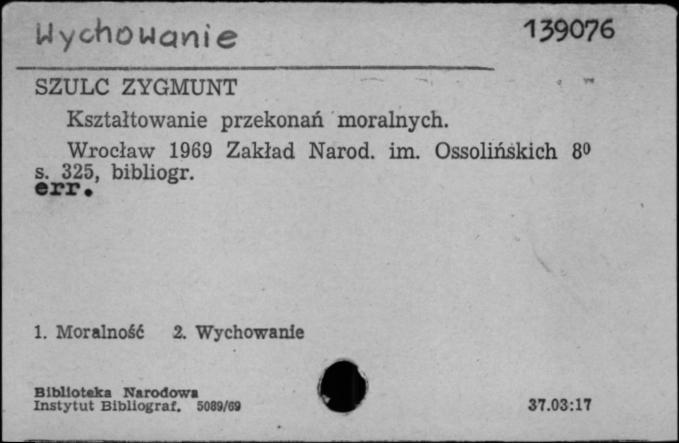 Wychowanie
139076
SZULC ZYGMUNT
Kształtowanie przekonań moralnych.
Wrocław 1969 Zakład Narod. im. Ossolińskich 8⁰
s. 325, bibliogr.
err.
1. Moralność 2. Wychowanie
Biblioteka Narodowa
Instytut Bibliograf. 5089/69
37.03:17